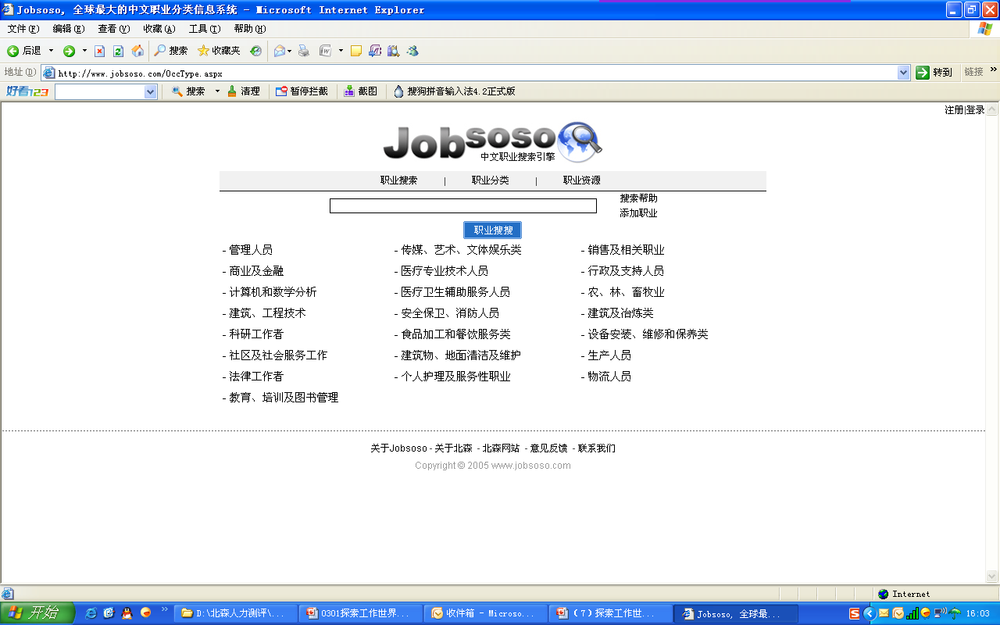 Jobsoso, 全球最大的中文职业分类信息系统 - Microsoft Internet Explorer
文件(F) 编辑(E) 查看(V) 收藏(A) 工具(T) 帮助(H)
后退 搜索 收藏夹
地址(D) http://www.jobsoso.com/OccType.aspx 转到 链接 »
好看123 搜索 清理 暂停拦截 截图 搜狗拼音输入法4.2正式版
注册|登录
Jobsoso
中文职业搜索引擎
职业搜索 | 职业分类 | 职业资源
搜索帮助
添加职业
职业搜搜
- 管理人员 - 传媒、艺术、文体娱乐类 - 销售及相关职业
- 商业及金融 - 医疗专业技术人员 - 行政及支持人员
- 计算机和数学分析 - 医疗卫生辅助服务人员 - 农、林、畜牧业
- 建筑、工程技术 - 安全保卫、消防人员 - 建筑及冶炼类
- 科研工作者 - 食品加工和餐饮服务类 - 设备安装、维修和保养类
- 社区及社会服务工作 - 建筑物、地面清洁及维护 - 生产人员
- 法律工作者 - 个人护理及服务性职业 - 物流人员
- 教育、培训及图书管理
关于Jobsoso - 关于北森 - 北森网站 - 意见反馈 - 联系我们
Copyright © 2005 www.jobsoso.com
Internet
开始 » D:\北森人力测评\... 0301探索工作世界... 收件箱 - Microso... (7)探索工作世... Jobsoso, 全球最... 16:03